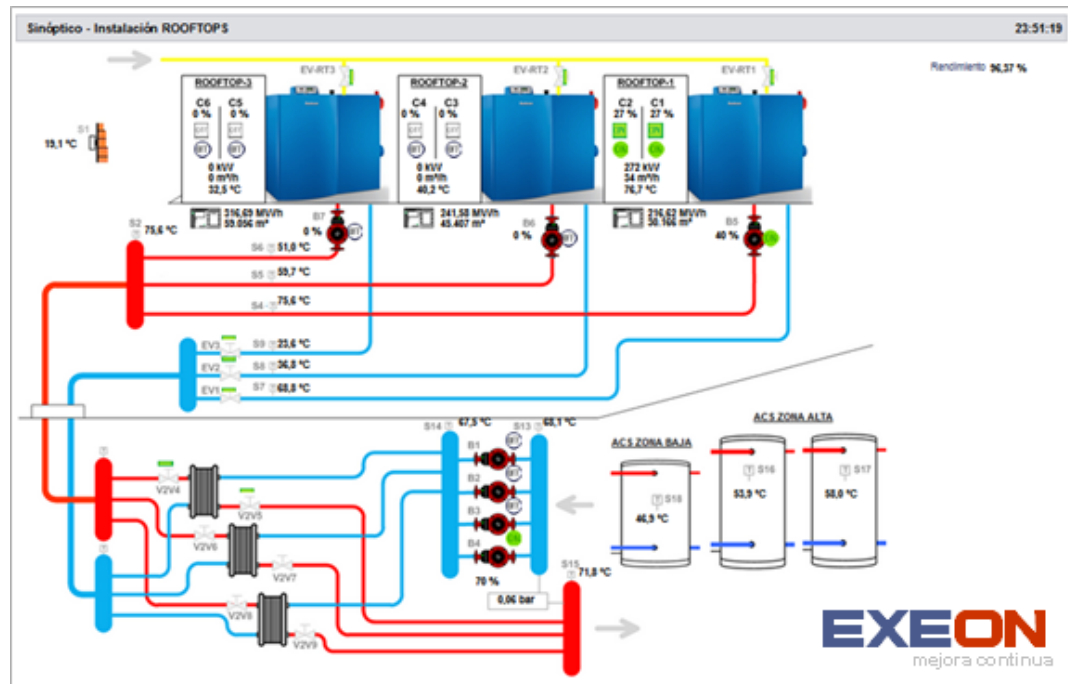 Sinóptico - Instalación ROOFTOPS
23:51:19
Rendimiento 96,37 %
EV-RT3
EV-RT2
EV-RT1
ROOFTOP-3
C6 C5
0 % 0 %
0 kW
0 m³/h
32,5 °C
ROOFTOP-2
C4 C3
0 % 0 %
0 kW
0 m³/h
40,2 °C
ROOFTOP-1
C2 C1
27 % 27 %
ON ON
272 kW
34 m³/h
76,7 °C
S1
19,1 °C
316,69 MWh
59.056 m³
241,58 MWh
45.407 m³
216,62 MWh
30.166 m³
B7
0 %
B6
0 %
B5
40 %
S2
75,6 °C
S6 51,0 °C
S5 59,7 °C
S4 75,6 °C
EV3 S9 23,6 °C
EV2 S8 36,8 °C
EV1 S7 68,8 °C
S14 67,5 °C
S13 68,1 °C
B1
B2
B3
B4
70 %
0,06 bar
V2V4
V2V5
V2V6
V2V7
V2V8
V2V9
S15
71,8 °C
ACS ZONA BAJA
S18
46,9 °C
ACS ZONA ALTA
S16
53,9 °C
S17
58,0 °C
EXEON
mejora continua